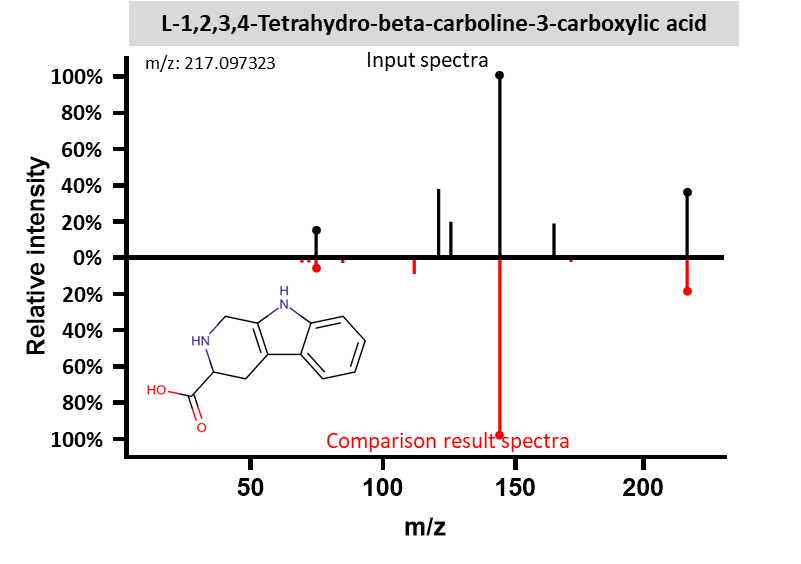 L-1,2,3,4-Tetrahydro-beta-carboline-3-carboxylic acid
m/z: 217.097323
Input spectra
Relative intensity
100%
80%
60%
40%
20%
0%
20%
40%
60%
80%
100%
H
N
HN
HO
O
Comparison result spectra
50
100
150
200
m/z